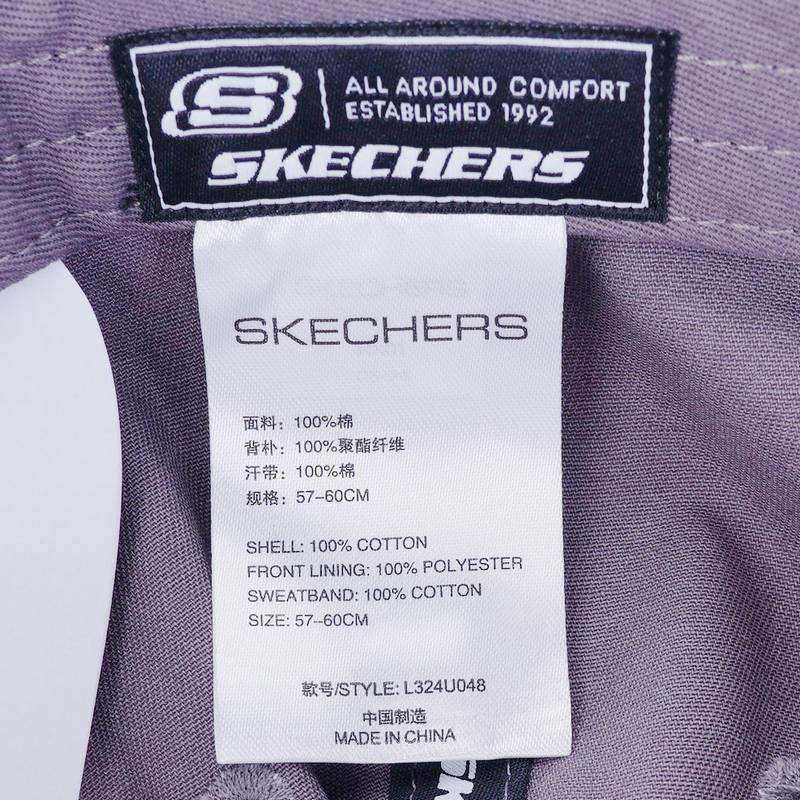 ALL AROUND COMFORT
ESTABLISHED 1992
SKECHERS
SKECHERS
面料：100%棉
背朴：100%聚酯纤维
汗带：100%棉
规格：57-60CM
SHELL: 100% COTTON
FRONT LINING: 100% POLYESTER
SWEATBAND: 100% COTTON
SIZE: 57--60CM
款号/STYLE: L324U048
中国制造
MADE IN CHINA